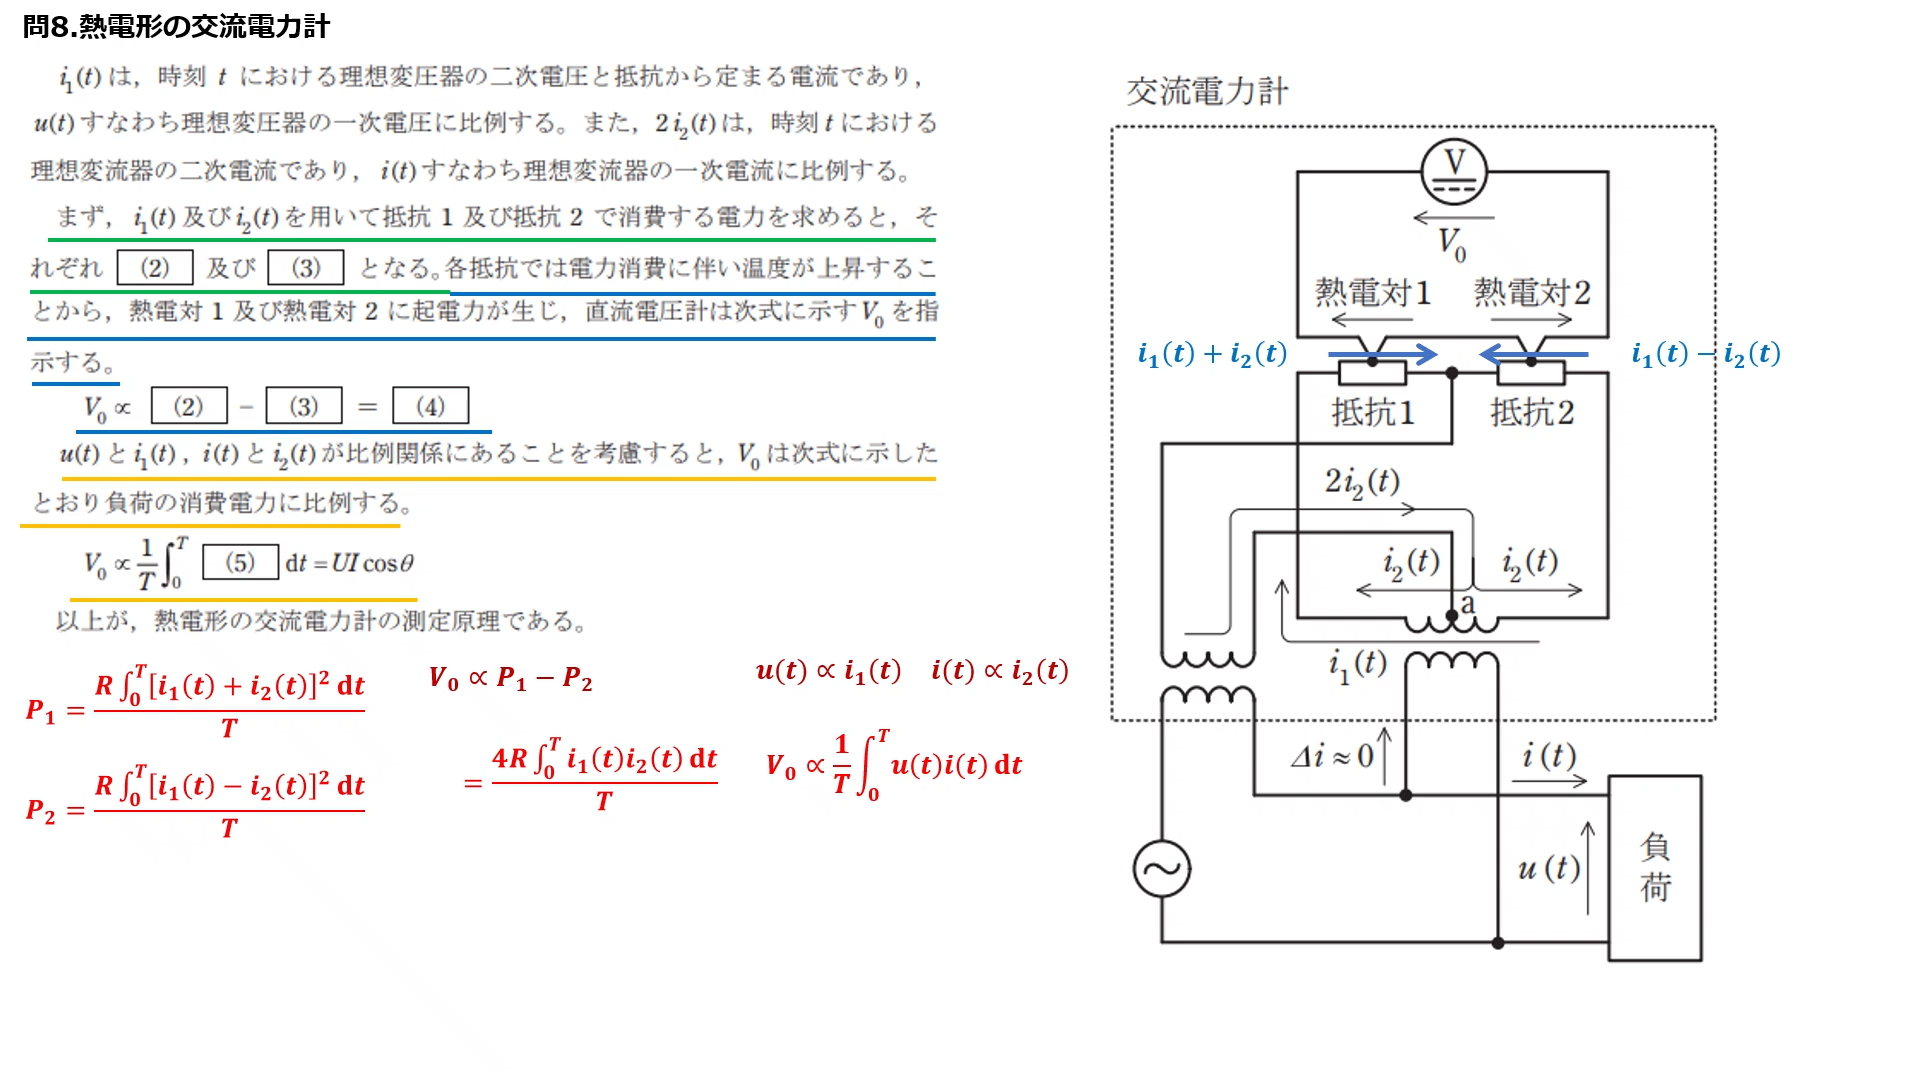 問8.熱電形の交流電力計
i₁(t)は，時刻 t における理想変圧器の二次電圧と抵抗から定まる電流であり，
u(t)すなわち理想変圧器の一次電圧に比例する。また，2i₂(t)は，時刻tにおける
理想変流器の二次電流であり，i(t)すなわち理想変流器の一次電流に比例する。
まず，i₁(t)及びi₂(t)を用いて抵抗1及び抵抗2で消費する電力を求めると，そ
れぞれ (2) 及び (3) となる。各抵抗では電力消費に伴い温度が上昇するこ
とから，熱電対1及び熱電対2に起電力が生じ，直流電圧計は次式に示すV₀を指
示する。
V₀ ∝ (2) − (3) = (4)
u(t)とi₁(t)，i(t)とi₂(t)が比例関係にあることを考慮すると，V₀は次式に示した
とおり負荷の消費電力に比例する。
V₀ ∝ 1/T ∫₀ᵀ (5) dt = UI cosθ
以上が，熱電形の交流電力計の測定原理である。
P₁ = R∫₀ᵀ[i₁(t) + i₂(t)]² dt / T
P₂ = R∫₀ᵀ[i₁(t) − i₂(t)]² dt / T
V₀ ∝ P₁ − P₂
= 4R∫₀ᵀ i₁(t)i₂(t) dt / T
u(t) ∝ i₁(t) i(t) ∝ i₂(t)
V₀ ∝ 1/T ∫₀ᵀ u(t)i(t) dt
交流電力計
V
V₀
熱電対1 熱電対2
i₁(t) + i₂(t) i₁(t) − i₂(t)
抵抗1 抵抗2
2i₂(t)
i₂(t) i₂(t)
a
i₁(t)
Δi≈0 i(t)
u(t)
負荷